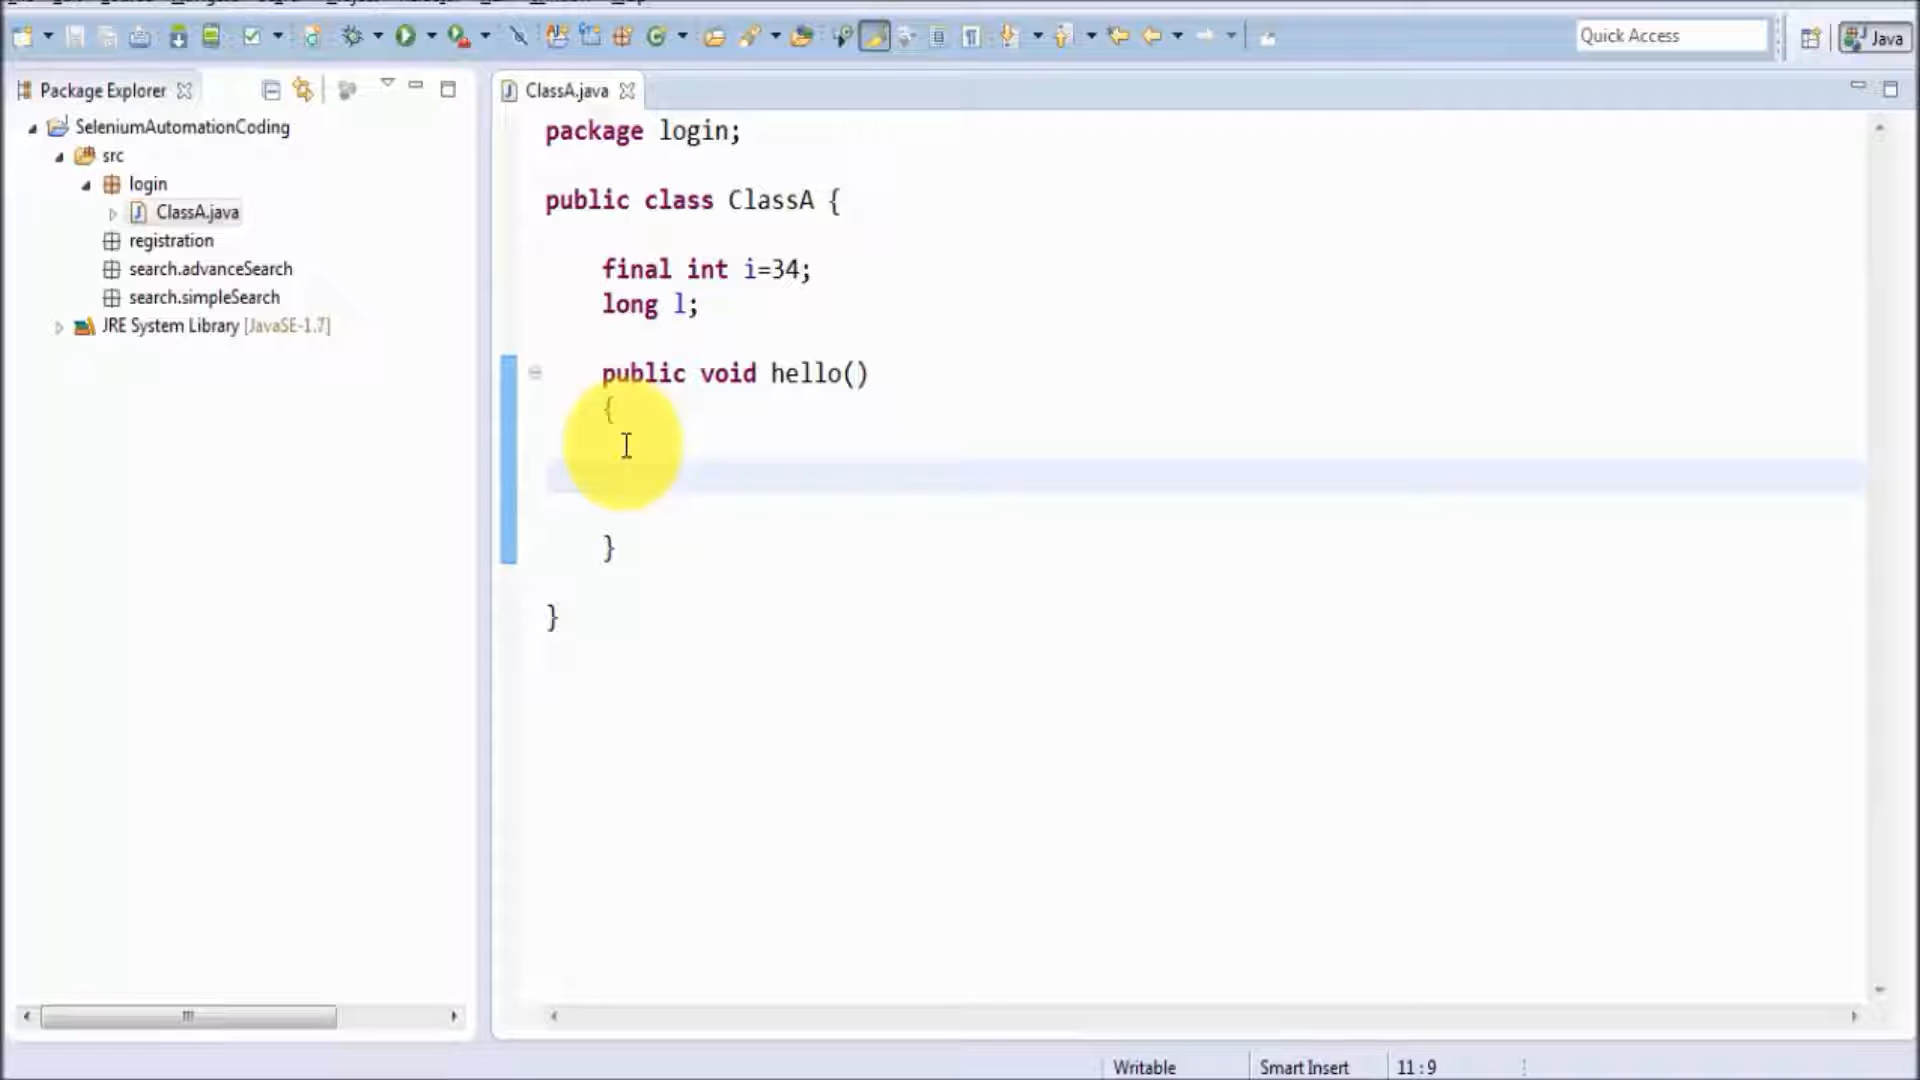 Quick Access
Java
Package Explorer
ClassA.java
SeleniumAutomationCoding
src
login
ClassA.java
registration
search.advanceSearch
search.simpleSearch
JRE System Library [JavaSE-1.7]
package login;
public class ClassA {
final int i=34;
long l;
public void hello()
{
}
}
Writable
Smart Insert
11 : 9